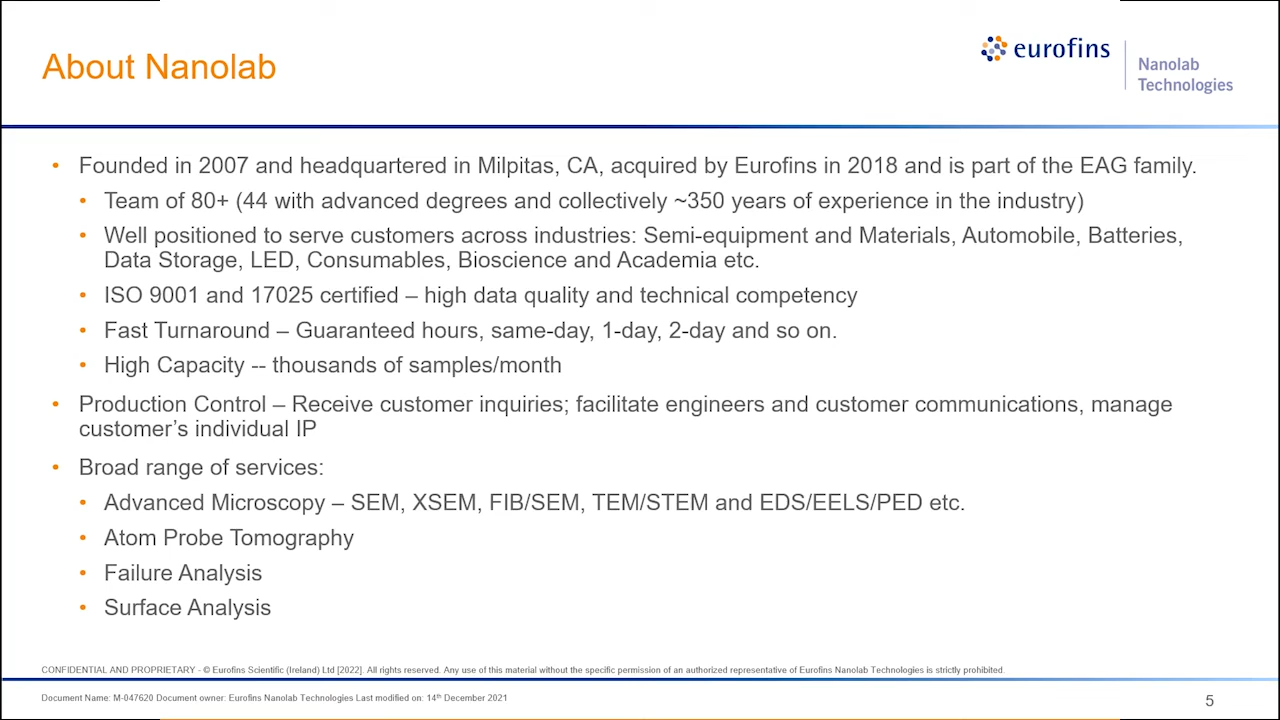 About Nanolab
eurofins
Nanolab
Technologies
• Founded in 2007 and headquartered in Milpitas, CA, acquired by Eurofins in 2018 and is part of the EAG family.
• Team of 80+ (44 with advanced degrees and collectively ~350 years of experience in the industry)
• Well positioned to serve customers across industries: Semi-equipment and Materials, Automobile, Batteries,
Data Storage, LED, Consumables, Bioscience and Academia etc.
• ISO 9001 and 17025 certified – high data quality and technical competency
• Fast Turnaround – Guaranteed hours, same-day, 1-day, 2-day and so on.
• High Capacity -- thousands of samples/month
• Production Control – Receive customer inquiries; facilitate engineers and customer communications, manage
customer's individual IP
• Broad range of services:
• Advanced Microscopy – SEM, XSEM, FIB/SEM, TEM/STEM and EDS/EELS/PED etc.
• Atom Probe Tomography
• Failure Analysis
• Surface Analysis
CONFIDENTIAL AND PROPRIETARY - © Eurofins Scientific (Ireland) Ltd [2022]. All rights reserved. Any use of this material without the specific permission of an authorized representative of Eurofins Nanolab Technologies is strictly prohibited.
Document Name: M-047620 Document owner: Eurofins Nanolab Technologies Last modified on: 14th December 2021
5